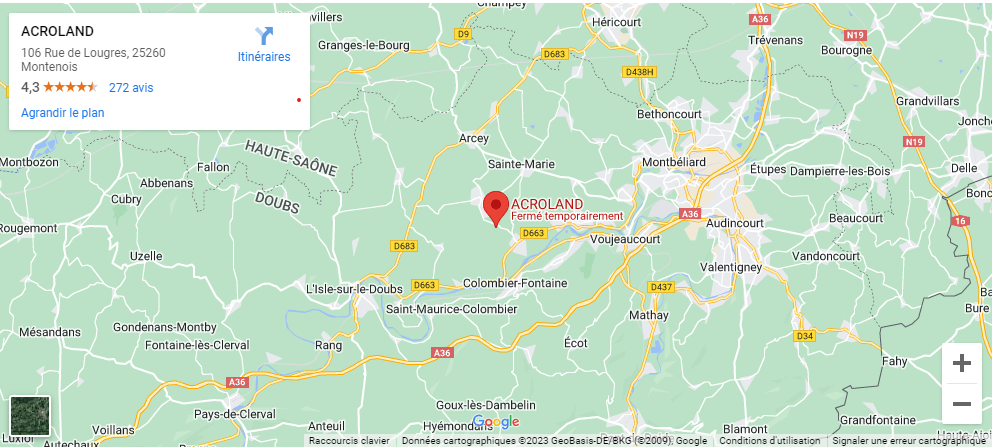 ACROLAND
106 Rue de Lougres, 25260
Montenois
4,3 272 avis
Agrandir le plan
Itinéraires
Champey
Héricourt
A36
Trévenans
N19
Bourogne
D9
Granges-le-Bourg
D683
D438H
Grandvillars
Bethoncourt
Arcey
N19
Joncherey
Montbozon
HAUTE-SAÔNE
Sainte-Marie
Montbéliard
Fallon
Étupes
Dampierre-les-Bois
Delle
Abbenans
Cubry
DOUBS
ACROLAND
Fermé temporairement
A36
Audincourt
Beaucourt
16
Rougemont
D663
Voujeaucourt
D683
Uzelle
Vandoncourt
Valentigney
L'Isle-sur-le-Doubs
D663
Colombier-Fontaine
D437
Saint-Maurice-Colombier
Mathay
Bure
Mésandans
Gondenans-Montby
Fontaine-lès-Clerval
Rang
Écot
D34
A36
Fahy
A36
Goux-lès-Dambelin
Pays-de-Clerval
Voillans
Anteuil
Hyémondans
Google
Grandfontaine
Luxiol
Autechaux
Raccourcis clavier
Données cartographiques ©2023 GeoBasis-DE/BKG (©2009), Google
Conditions d'utilisation
Signaler une erreur cartographique